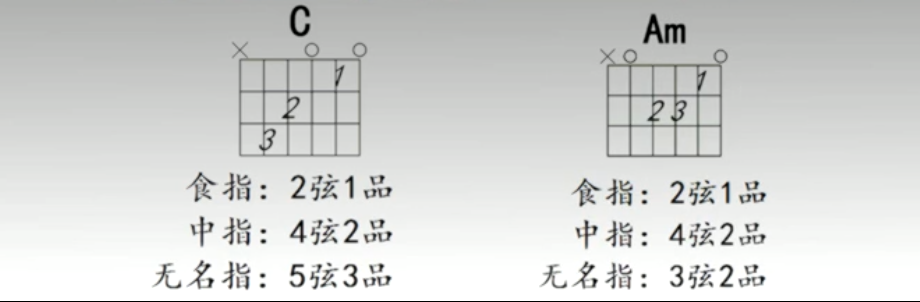 C
× ○ ○
1
2
3
食指：2弦1品
中指：4弦2品
无名指：5弦3品
Am
× ○ ○
1
2 3
食指：2弦1品
中指：4弦2品
无名指：3弦2品